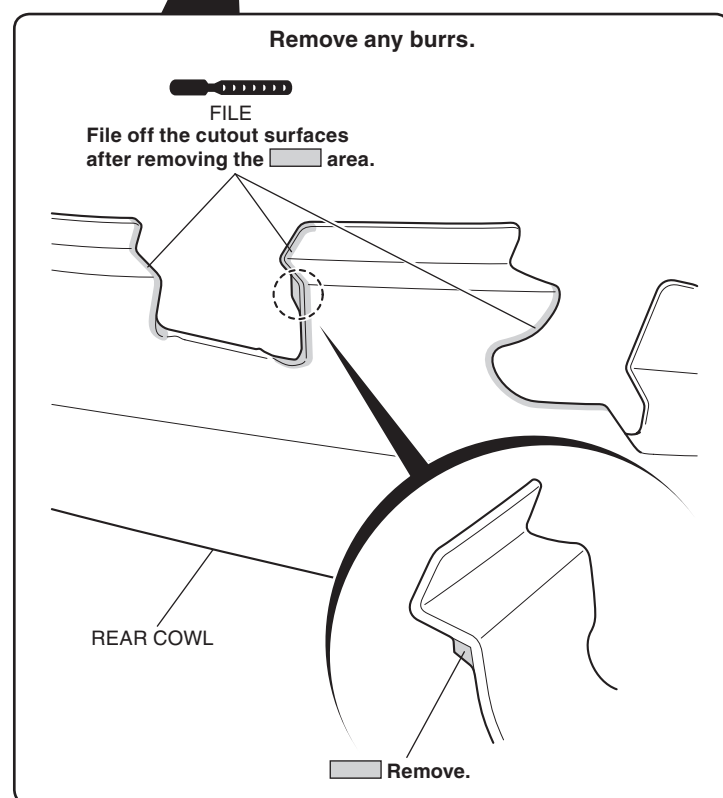 Remove any burrs.
FILE
File off the cutout surfaces
after removing the area.
REAR COWL
Remove.